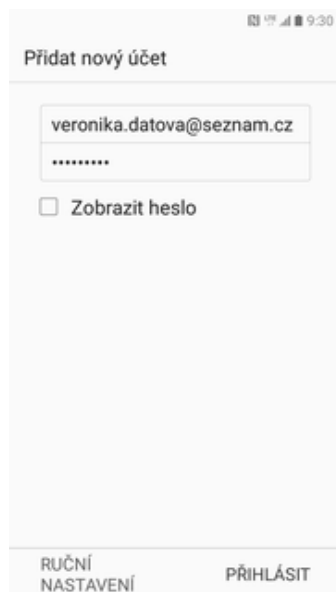 9:30
Přidat nový účet
veronika.datova@seznam.cz
•••••••••
Zobrazit heslo
RUČNÍ
NASTAVENÍ
PŘIHLÁSIT